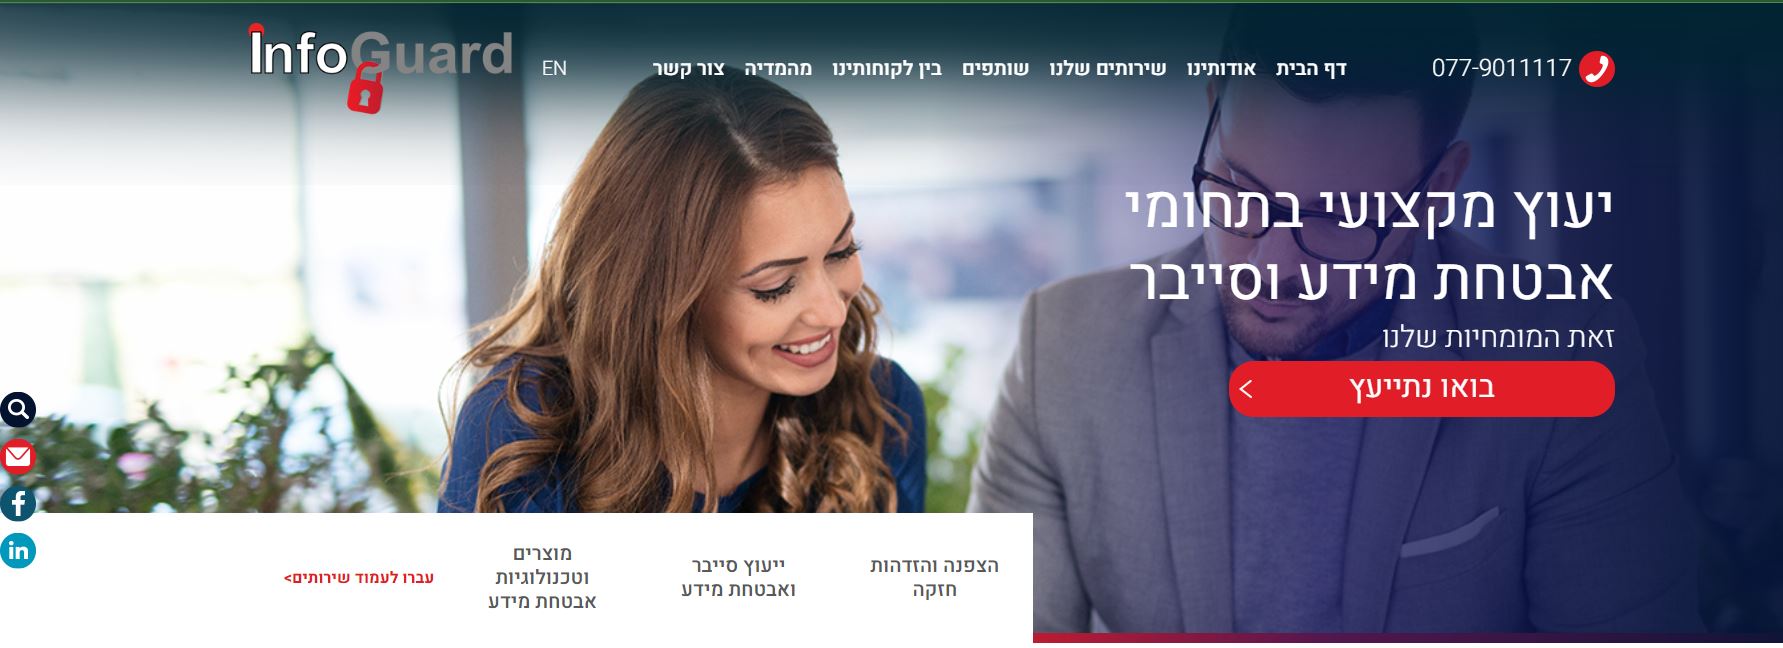 InfoGuard
EN
דף הבית אודותינו שירותים שלנו שותפים בין לקוחותינו מהמדיה צור קשר
077-9011117
יעוץ מקצועי בתחומי
אבטחת מידע וסייבר
זאת המומחיות שלנו
בואו נתייעץ
הצפנה והזדהות
חזקה
ייעוץ סייבר
ואבטחת מידע
מוצרים
וטכנולוגיות
אבטחת מידע
עברו לעמוד שירותים>